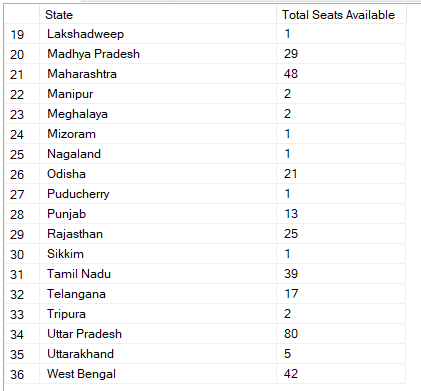 State Total Seats Available
19 Lakshadweep 1
20 Madhya Pradesh 29
21 Maharashtra 48
22 Manipur 2
23 Meghalaya 2
24 Mizoram 1
25 Nagaland 1
26 Odisha 21
27 Puducherry 1
28 Punjab 13
29 Rajasthan 25
30 Sikkim 1
31 Tamil Nadu 39
32 Telangana 17
33 Tripura 2
34 Uttar Pradesh 80
35 Uttarakhand 5
36 West Bengal 42